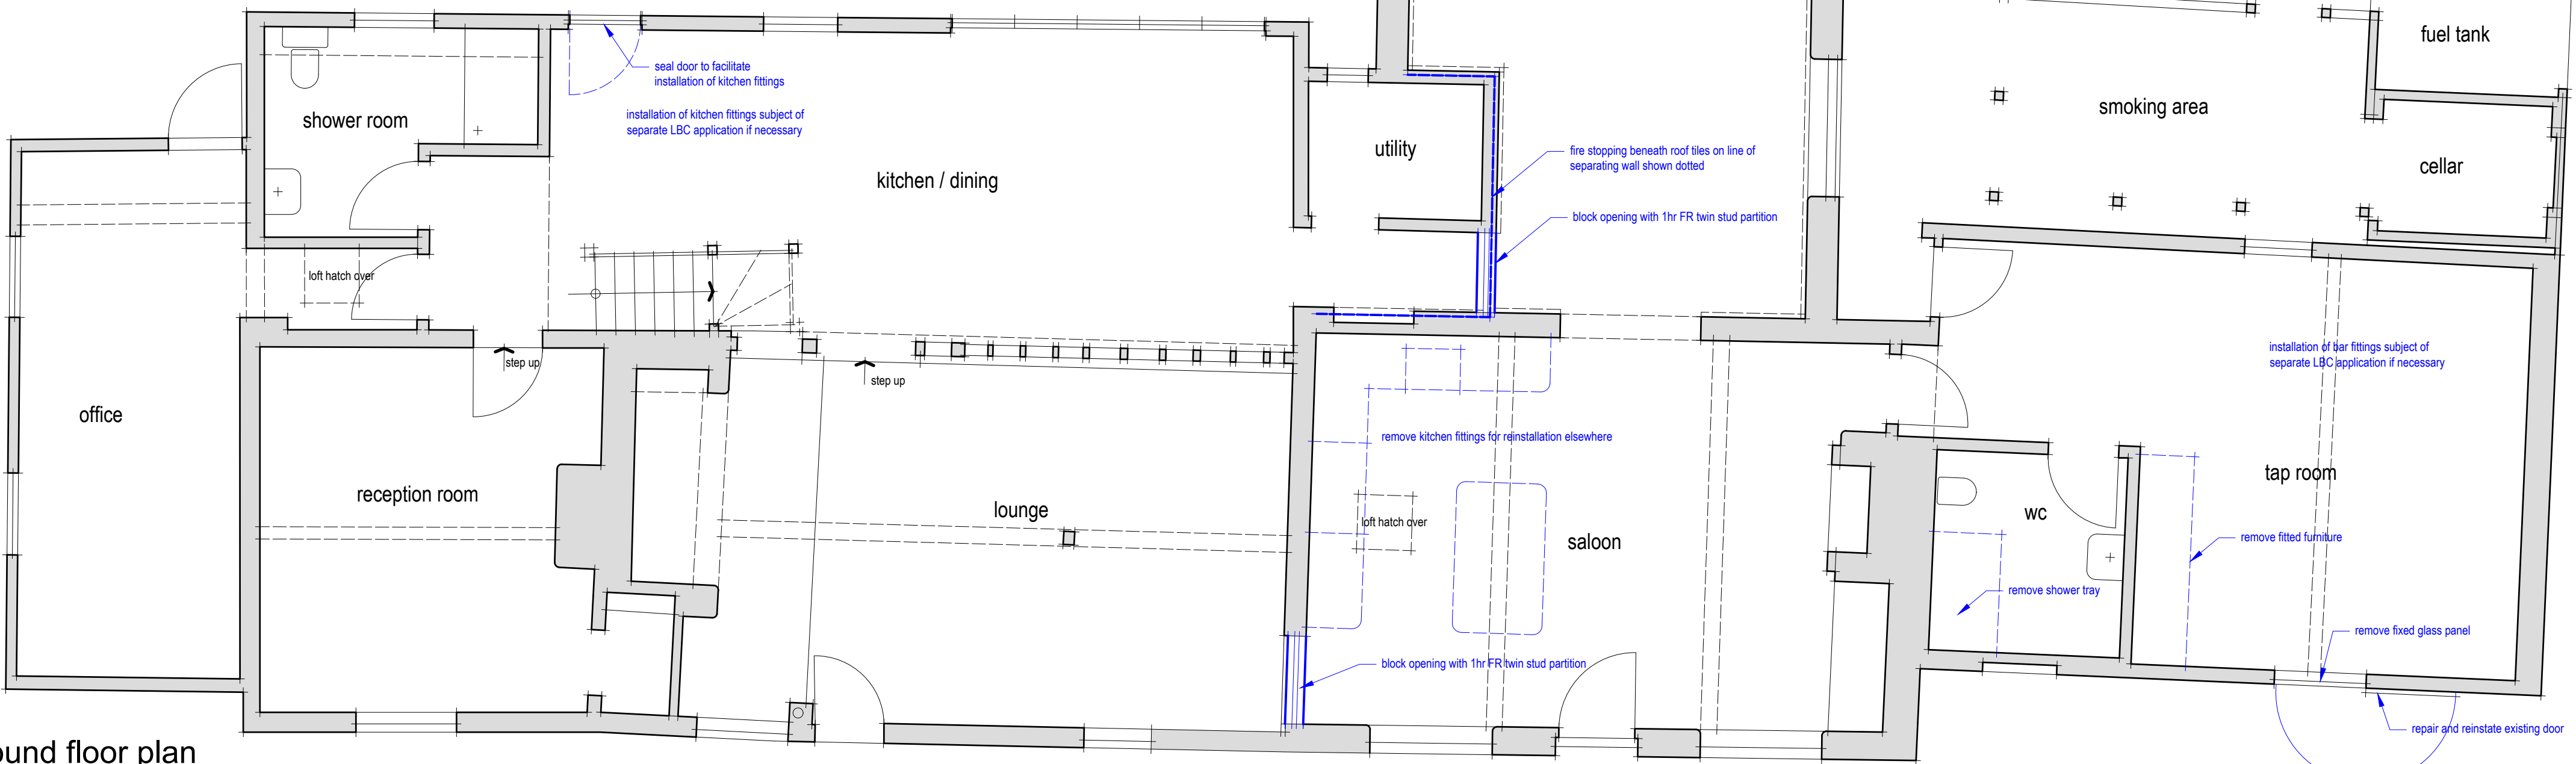 fuel tank
seal door to facilitate
installation of kitchen fittings
smoking area
shower room
installation of kitchen fittings subject of
separate LBC application if necessary
utility
fire stopping beneath roof tiles on line of
separating wall shown dotted
cellar
kitchen / dining
block opening with 1hr FR twin stud partition
loft hatch over
installation of bar fittings subject of
separate LBC application if necessary
step up
step up
office
remove kitchen fittings for reinstallation elsewhere
tap room
reception room
lounge
loft hatch over
wc
saloon
remove fitted furniture
remove shower tray
remove fixed glass panel
block opening with 1hr FR twin stud partition
repair and reinstate existing door
ound floor plan